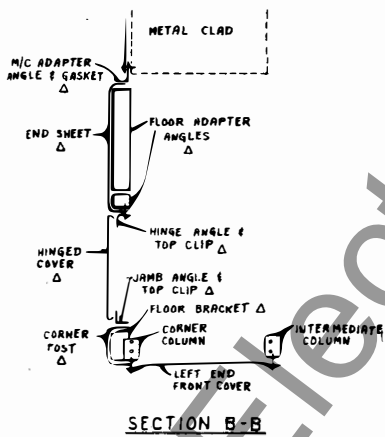 METAL CLAD
M/C ADAPTER
ANGLE & GASKET
△
END SHEET
△
FLOOR ADAPTER
ANGLES
△
HINGE ANGLE &
TOP CLIP △
HINGED
COVER △
JAMB ANGLE &
TOP CLIP △
FLOOR BRACKET △
CORNER
POST
△
CORNER
COLUMN
INTERMEDIATE
COLUMN
LEFT END
FRONT COVER
SECTION B-B
Elect